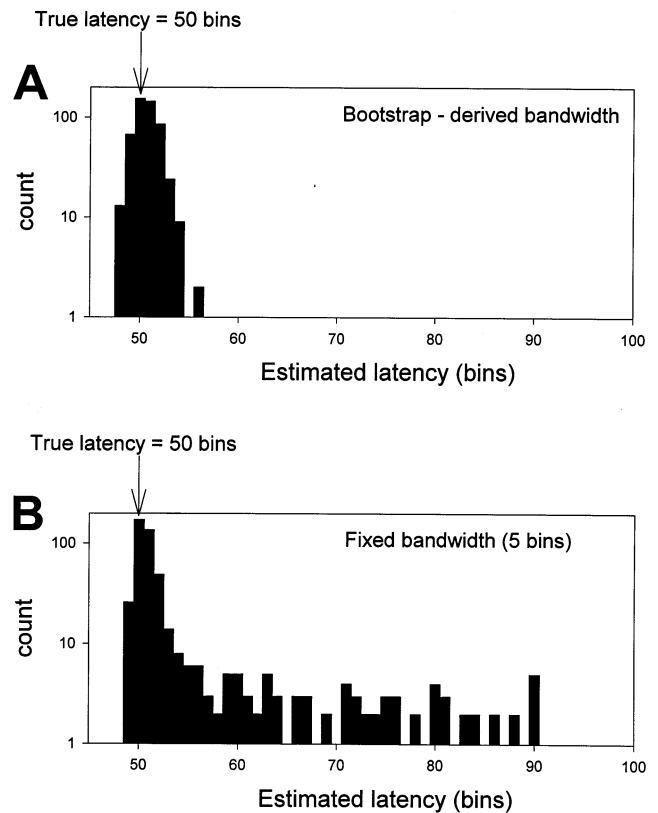 True latency = 50 bins
A
Bootstrap - derived bandwidth
100
10
1
count
50 60 70 80 90 100
Estimated latency (bins)
True latency = 50 bins
B
Fixed bandwidth (5 bins)
100
10
1
count
50 60 70 80 90 100
Estimated latency (bins)